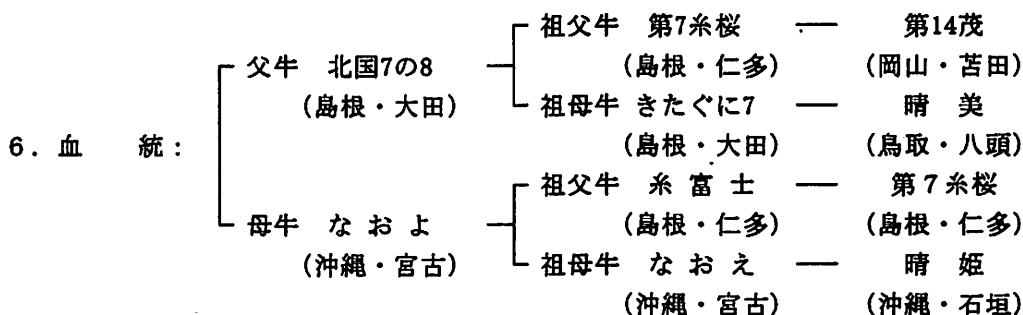 祖父牛 第7糸桜 ― 第14茂
父牛 北国7の8 (島根・仁多) (岡山・苫田)
(島根・大田) 祖母牛 きたぐに7 ― 晴 美
6．血 統： (島根・大田) (鳥取・八頭)
祖父牛 糸 富 士 ― 第7糸桜
母牛 な お よ (島根・仁多) (島根・仁多)
(沖縄・宮古) 祖母牛 な お え ― 晴 姫
(沖縄・宮古) (沖縄・石垣)